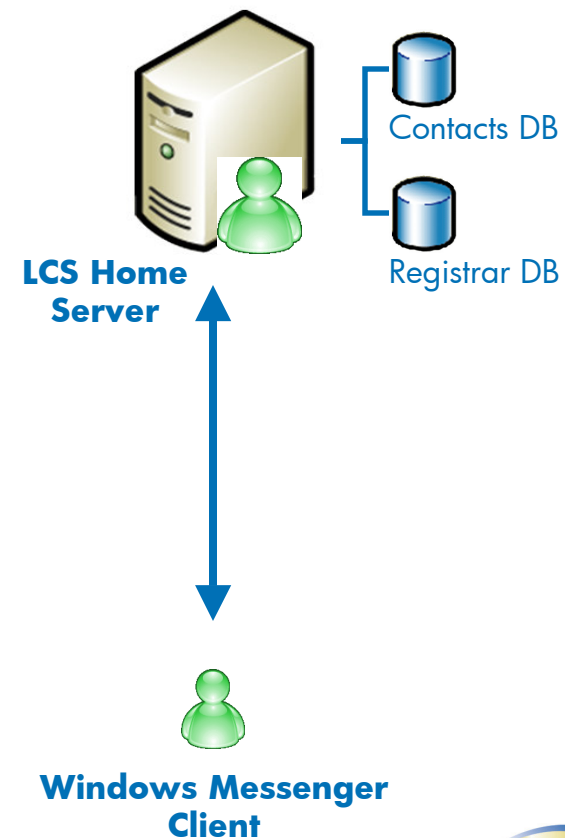 Contacts DB
Registrar DB
LCS Home
Server
Windows Messenger
Client